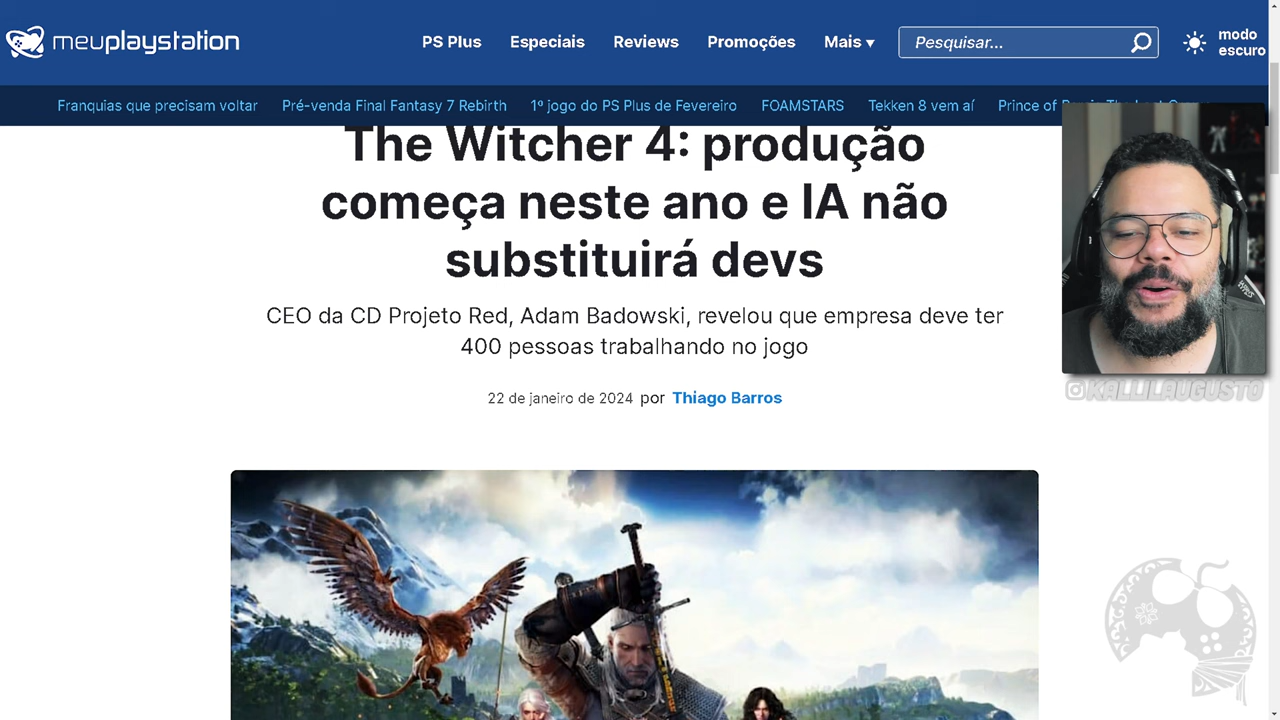 meuplaystation
PS Plus Especiais Reviews Promoções Mais ▾ Pesquisar... modo
escuro
Franquias que precisam voltar Pré-venda Final Fantasy 7 Rebirth 1º jogo do PS Plus de Fevereiro FOAMSTARS Tekken 8 vem aí Prince of
The Witcher 4: produção
começa neste ano e IA não
substituirá devs
CEO da CD Projeto Red, Adam Badowski, revelou que empresa deve ter
400 pessoas trabalhando no jogo
22 de janeiro de 2024 por Thiago Barros
KALLILAUGUSTO